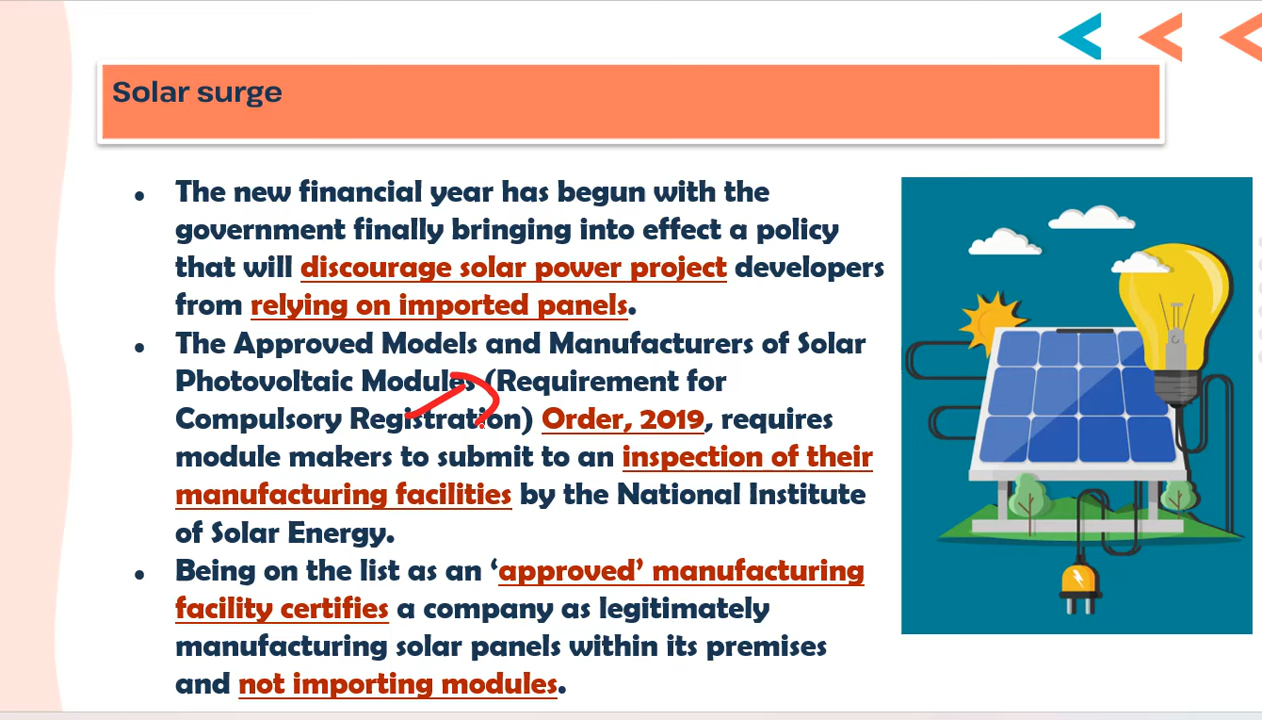 Solar surge
• The new financial year has begun with the
government finally bringing into effect a policy
that will discourage solar power project developers
from relying on imported panels.
• The Approved Models and Manufacturers of Solar
Photovoltaic Modules (Requirement for
Compulsory Registration) Order, 2019, requires
module makers to submit to an inspection of their
manufacturing facilities by the National Institute
of Solar Energy.
• Being on the list as an ‘approved’ manufacturing
facility certifies a company as legitimately
manufacturing solar panels within its premises
and not importing modules.